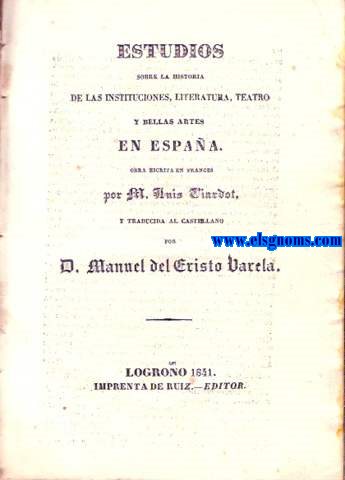 ESTUDIOS
SOBRE LA HISTORIA
DE LAS INSTITUCIONES, LITERATURA, TEATRO
Y BELLAS ARTES
EN ESPAÑA.
OBRA ESCRITA EN FRANCES
por M. Luis Viardot,
Y TRADUCIDA AL CASTELLANO
POR
www.elsgnoms.com
D. Manuel del Cristo Varela.
LOGROÑO 1841.
IMPRENTA DE RUIZ.—EDITOR.